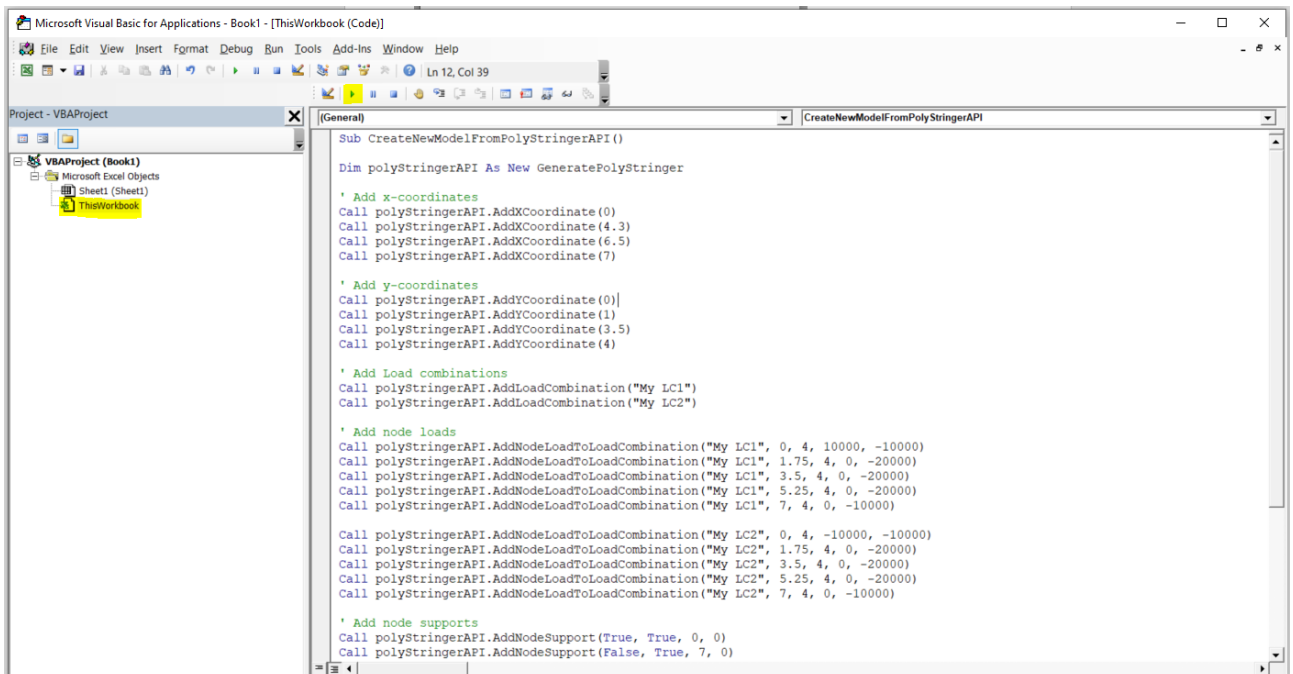 Microsoft Visual Basic for Applications - Book1 - [ThisWorkbook (Code)]
File Edit View Insert Format Debug Run Tools Add-Ins Window Help
Ln 12, Col 39
Project - VBAProject
(General)
CreateNewModelFromPolyStringerAPI
VBAProject (Book1)
Microsoft Excel Objects
Sheet1 (Sheet1)
ThisWorkbook
Sub CreateNewModelFromPolyStringerAPI()
Dim polyStringerAPI As New GeneratePolyStringer
' Add x-coordinates
Call polyStringerAPI.AddXCoordinate(0)
Call polyStringerAPI.AddXCoordinate(4.3)
Call polyStringerAPI.AddXCoordinate(6.5)
Call polyStringerAPI.AddXCoordinate(7)
' Add y-coordinates
Call polyStringerAPI.AddYCoordinate(0)
Call polyStringerAPI.AddYCoordinate(1)
Call polyStringerAPI.AddYCoordinate(3.5)
Call polyStringerAPI.AddYCoordinate(4)
' Add Load combinations
Call polyStringerAPI.AddLoadCombination("My LC1")
Call polyStringerAPI.AddLoadCombination("My LC2")
' Add node loads
Call polyStringerAPI.AddNodeLoadToLoadCombination("My LC1", 0, 4, 10000, -10000)
Call polyStringerAPI.AddNodeLoadToLoadCombination("My LC1", 1.75, 4, 0, -20000)
Call polyStringerAPI.AddNodeLoadToLoadCombination("My LC1", 3.5, 4, 0, -20000)
Call polyStringerAPI.AddNodeLoadToLoadCombination("My LC1", 5.25, 4, 0, -20000)
Call polyStringerAPI.AddNodeLoadToLoadCombination("My LC1", 7, 4, 0, -10000)
Call polyStringerAPI.AddNodeLoadToLoadCombination("My LC2", 0, 4, -10000, -10000)
Call polyStringerAPI.AddNodeLoadToLoadCombination("My LC2", 1.75, 4, 0, -20000)
Call polyStringerAPI.AddNodeLoadToLoadCombination("My LC2", 3.5, 4, 0, -20000)
Call polyStringerAPI.AddNodeLoadToLoadCombination("My LC2", 5.25, 4, 0, -20000)
Call polyStringerAPI.AddNodeLoadToLoadCombination("My LC2", 7, 4, 0, -10000)
' Add node supports
Call polyStringerAPI.AddNodeSupport(True, True, 0, 0)
Call polyStringerAPI.AddNodeSupport(False, True, 7, 0)